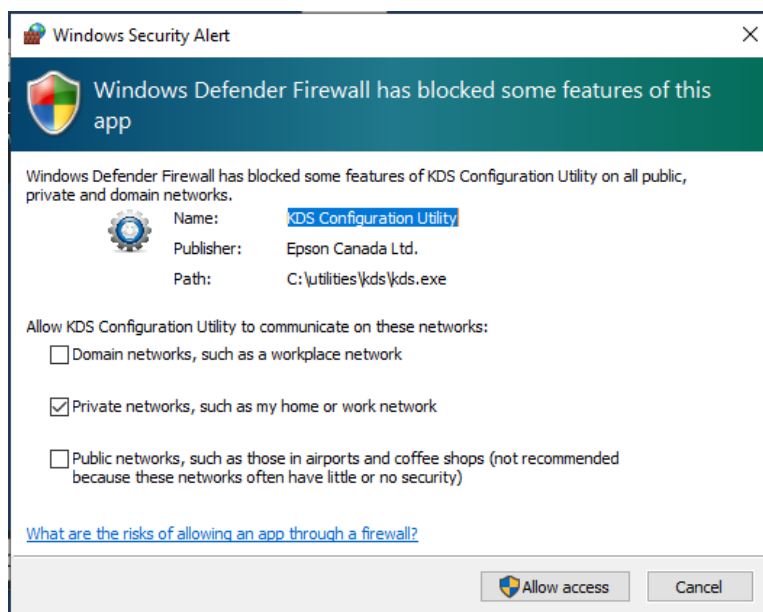 Windows Security Alert
Windows Defender Firewall has blocked some features of this
app
Windows Defender Firewall has blocked some features of KDS Configuration Utility on all public,
private and domain networks.
Name: KDS Configuration Utility
Publisher: Epson Canada Ltd.
Path: C:\utilities\kds\kds.exe
Allow KDS Configuration Utility to communicate on these networks:
Domain networks, such as a workplace network
Private networks, such as my home or work network
Public networks, such as those in airports and coffee shops (not recommended
because these networks often have little or no security)
What are the risks of allowing an app through a firewall?
Allow access Cancel